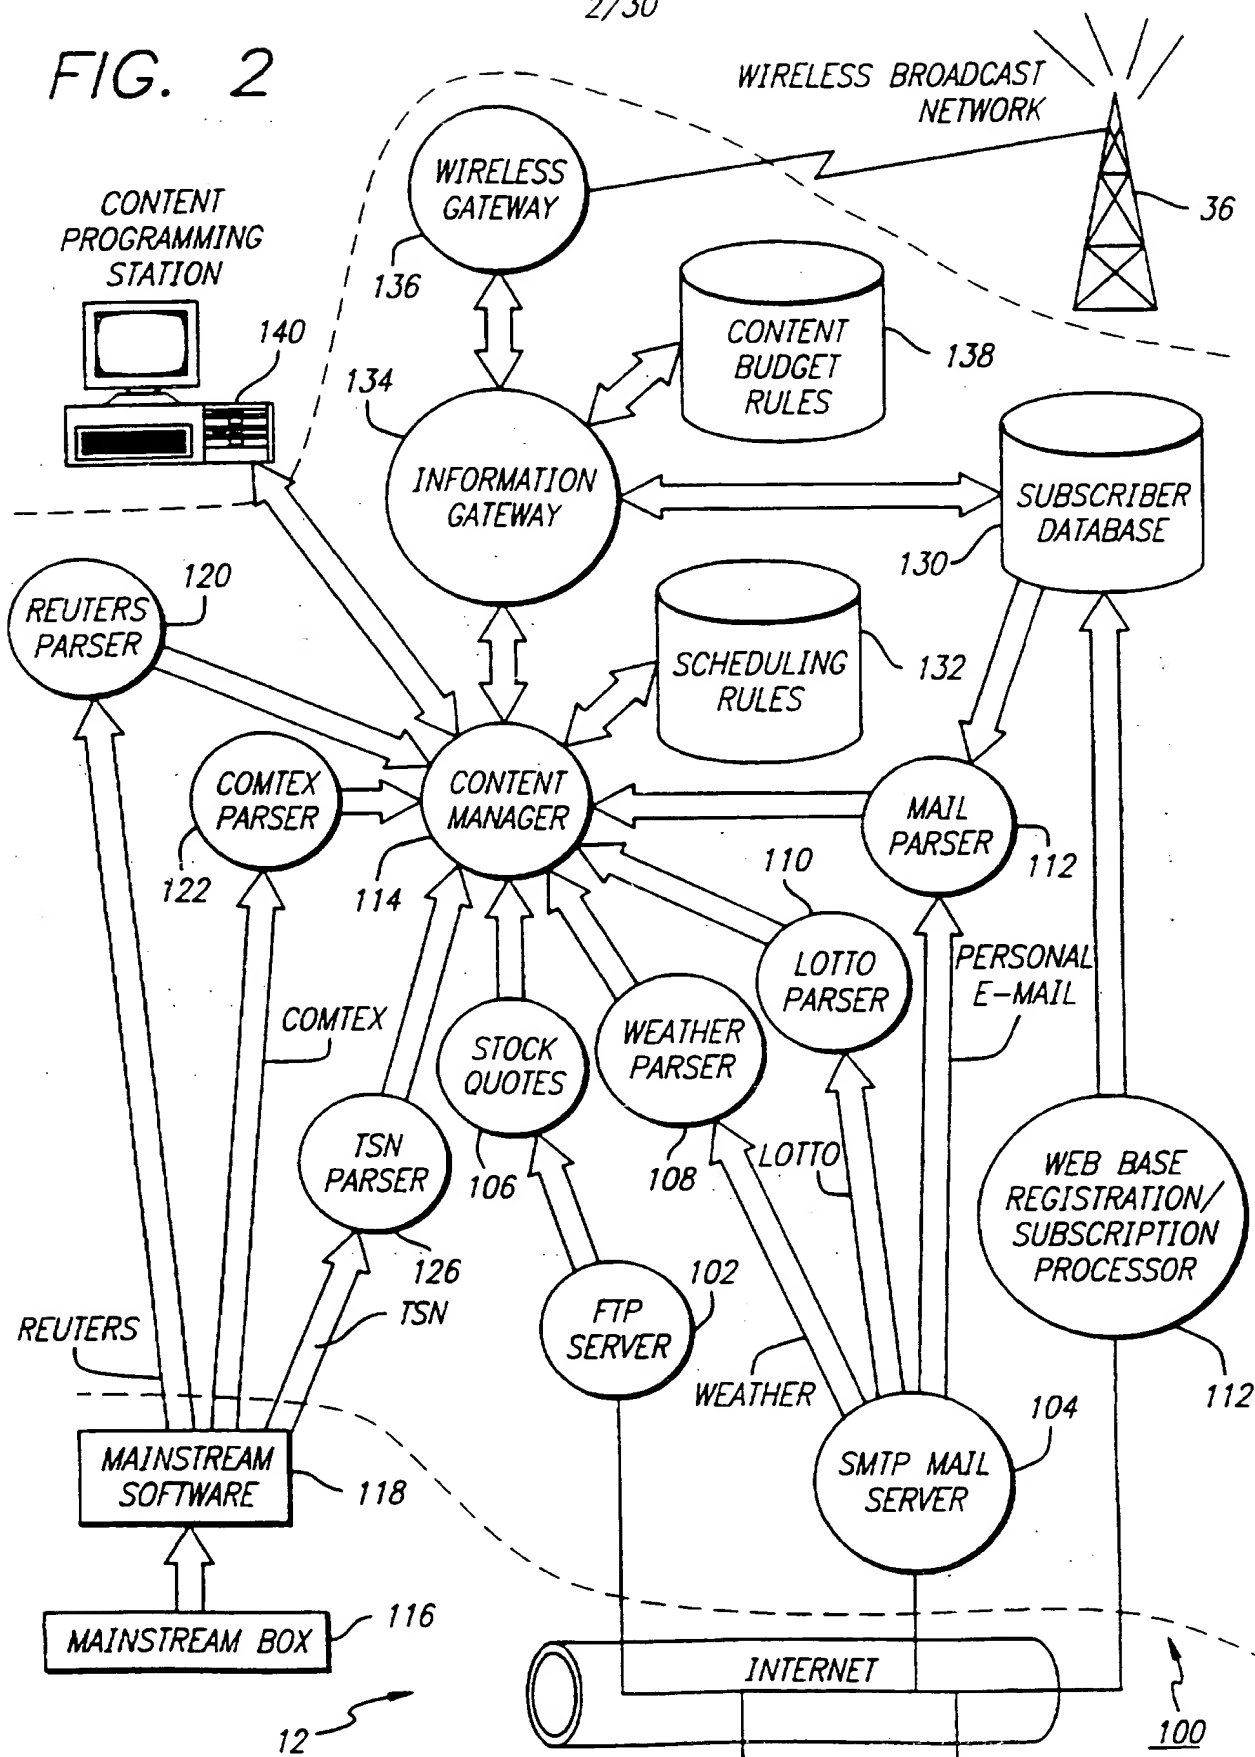 2/30
FIG. 2
WIRELESS BROADCAST
NETWORK
36
WIRELESS
GATEWAY
136
CONTENT
PROGRAMMING
STATION
140
CONTENT
BUDGET
RULES
138
134
INFORMATION
GATEWAY
SUBSCRIBER
DATABASE
130
120
REUTERS
PARSER
SCHEDULING
RULES
132
COMTEX
PARSER
122
CONTENT
MANAGER
114
MAIL
PARSER
112
110
LOTTO
PARSER
PERSONAL
E-MAIL
COMTEX
STOCK
QUOTES
106
WEATHER
PARSER
108
LOTTO
TSN
PARSER
126
WEB BASE
REGISTRATION/
SUBSCRIPTION
PROCESSOR
112
102
FTP
SERVER
TSN
REUTERS
WEATHER
104
SMTP MAIL
SERVER
MAINSTREAM
SOFTWARE
118
116
MAINSTREAM BOX
INTERNET
12
100